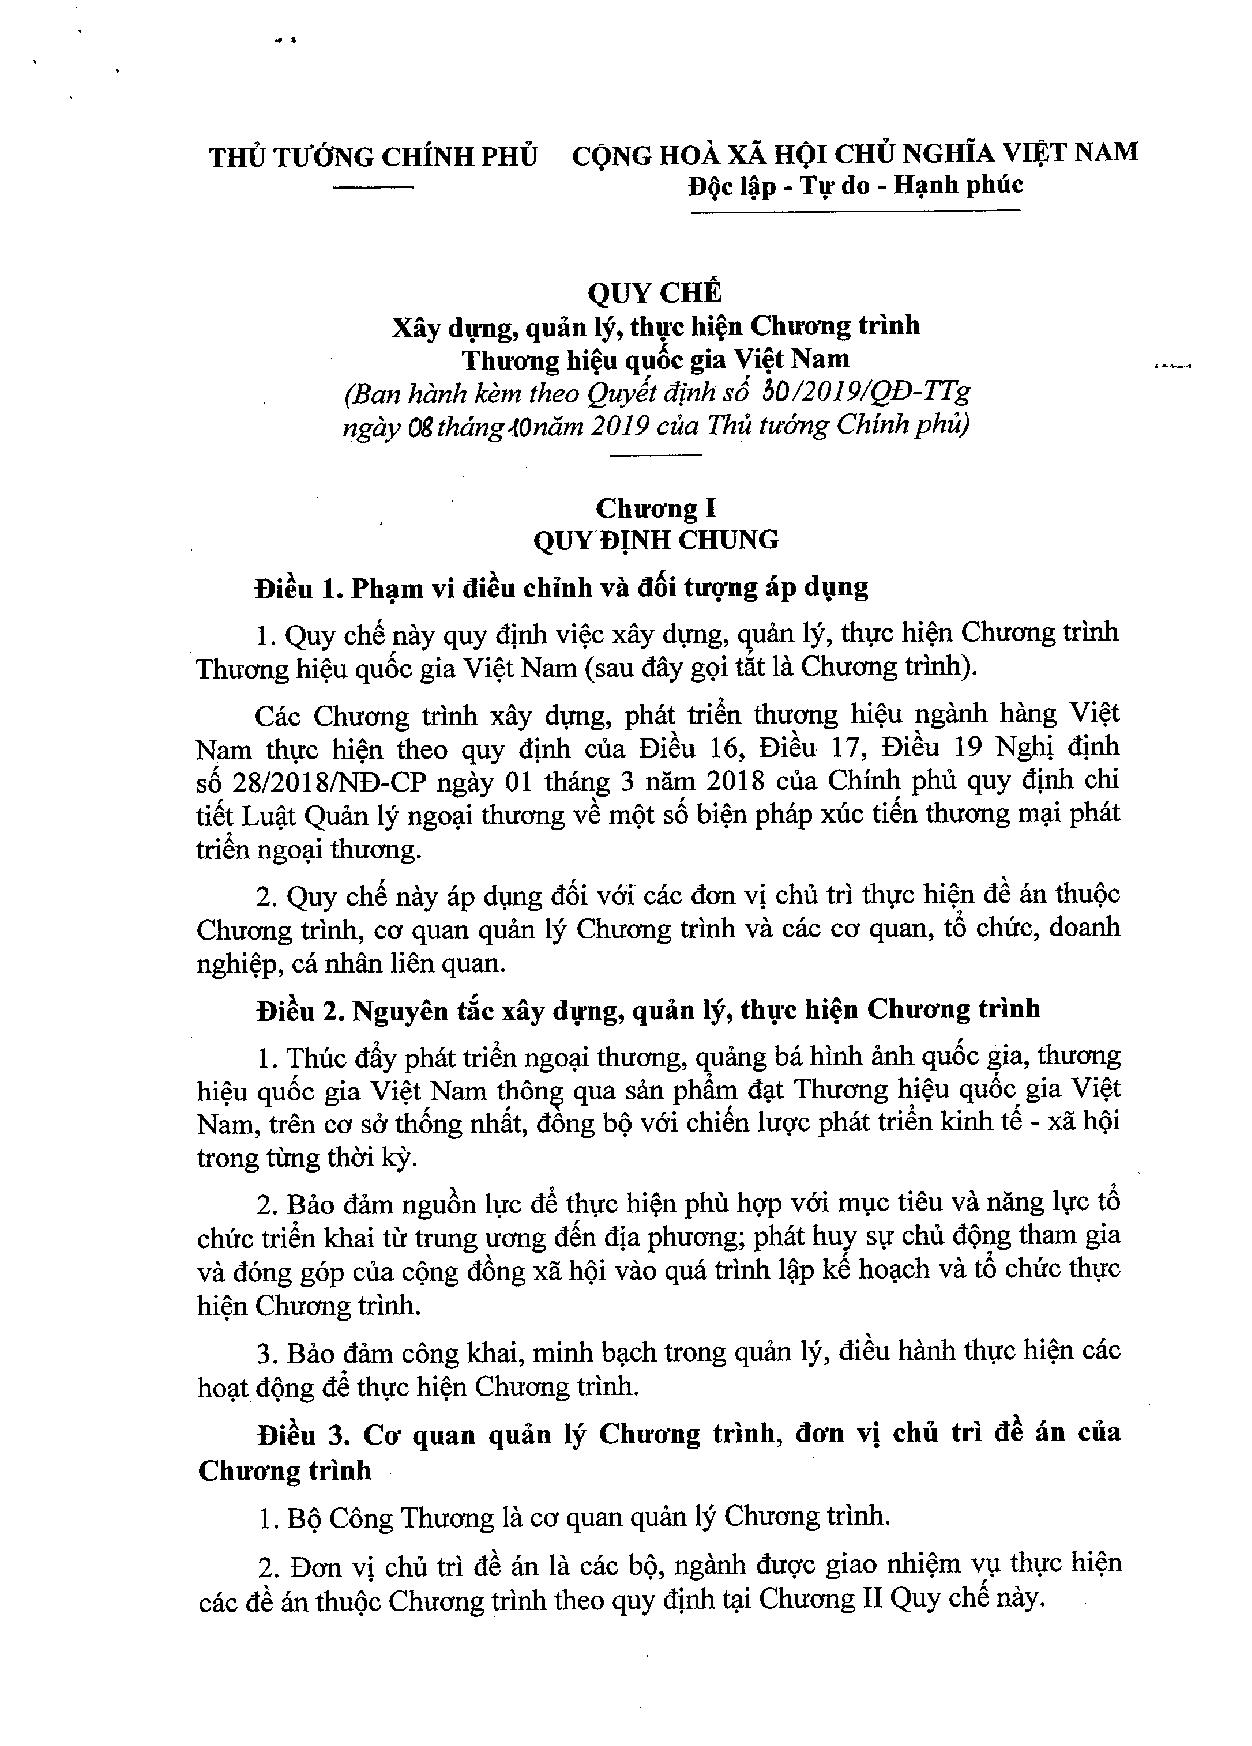 THỦ TƯỚNG CHÍNH PHỦ CỘNG HOÀ XÃ HỘI CHỦ NGHĨA VIỆT NAM
Độc lập - Tự do - Hạnh phúc
QUY CHẾ
Xây dựng, quản lý, thực hiện Chương trình
Thương hiệu quốc gia Việt Nam
(Ban hành kèm theo Quyết định số 30/2019/QĐ-TTg
ngày 08 tháng 10 năm 2019 của Thủ tướng Chính phủ)
Chương I
QUY ĐỊNH CHUNG
Điều 1. Phạm vi điều chỉnh và đối tượng áp dụng
1. Quy chế này quy định việc xây dựng, quản lý, thực hiện Chương trình
Thương hiệu quốc gia Việt Nam (sau đây gọi tắt là Chương trình).
Các Chương trình xây dựng, phát triển thương hiệu ngành hàng Việt
Nam thực hiện theo quy định của Điều 16, Điều 17, Điều 19 Nghị định
số 28/2018/NĐ-CP ngày 01 tháng 3 năm 2018 của Chính phủ quy định chi
tiết Luật Quản lý ngoại thương về một số biện pháp xúc tiến thương mại phát
triển ngoại thương.
2. Quy chế này áp dụng đối với các đơn vị chủ trì thực hiện đề án thuộc
Chương trình, cơ quan quản lý Chương trình và các cơ quan, tổ chức, doanh
nghiệp, cá nhân liên quan.
Điều 2. Nguyên tắc xây dựng, quản lý, thực hiện Chương trình
1. Thúc đẩy phát triển ngoại thương, quảng bá hình ảnh quốc gia, thương
hiệu quốc gia Việt Nam thông qua sản phẩm đạt Thương hiệu quốc gia Việt
Nam, trên cơ sở thống nhất, đồng bộ với chiến lược phát triển kinh tế - xã hội
trong từng thời kỳ.
2. Bảo đảm nguồn lực để thực hiện phù hợp với mục tiêu và năng lực tổ
chức triển khai từ trung ương đến địa phương; phát huy sự chủ động tham gia
và đóng góp của cộng đồng xã hội vào quá trình lập kế hoạch và tổ chức thực
hiện Chương trình.
3. Bảo đảm công khai, minh bạch trong quản lý, điều hành thực hiện các
hoạt động để thực hiện Chương trình.
Điều 3. Cơ quan quản lý Chương trình, đơn vị chủ trì đề án của
Chương trình
1. Bộ Công Thương là cơ quan quản lý Chương trình.
2. Đơn vị chủ trì đề án là các bộ, ngành được giao nhiệm vụ thực hiện
các đề án thuộc Chương trình theo quy định tại Chương II Quy chế này.